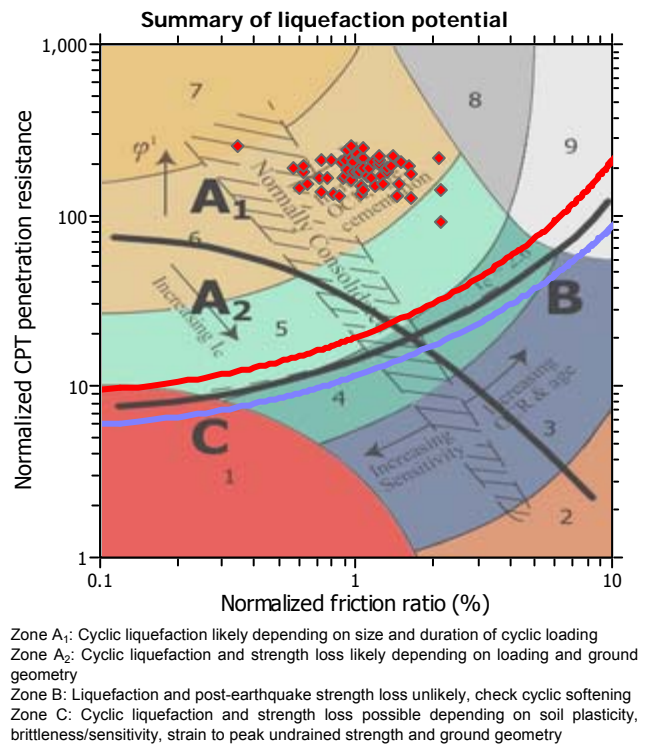 Summary of liquefaction potential
1,000
100
10
1
Normalized CPT penetration resistance
7
8
9
φ'
A1
Normally Consolidated
cementation
6
A2
Increasing Ic
5
B
4
Increasing
OCR & age
C
Increasing
Sensitivity
3
1
2
0.1
1
10
Normalized friction ratio (%)
Zone A1: Cyclic liquefaction likely depending on size and duration of cyclic loading
Zone A2: Cyclic liquefaction and strength loss likely depending on loading and ground
geometry
Zone B: Liquefaction and post-earthquake strength loss unlikely, check cyclic softening
Zone C: Cyclic liquefaction and strength loss possible depending on soil plasticity,
brittleness/sensitivity, strain to peak undrained strength and ground geometry